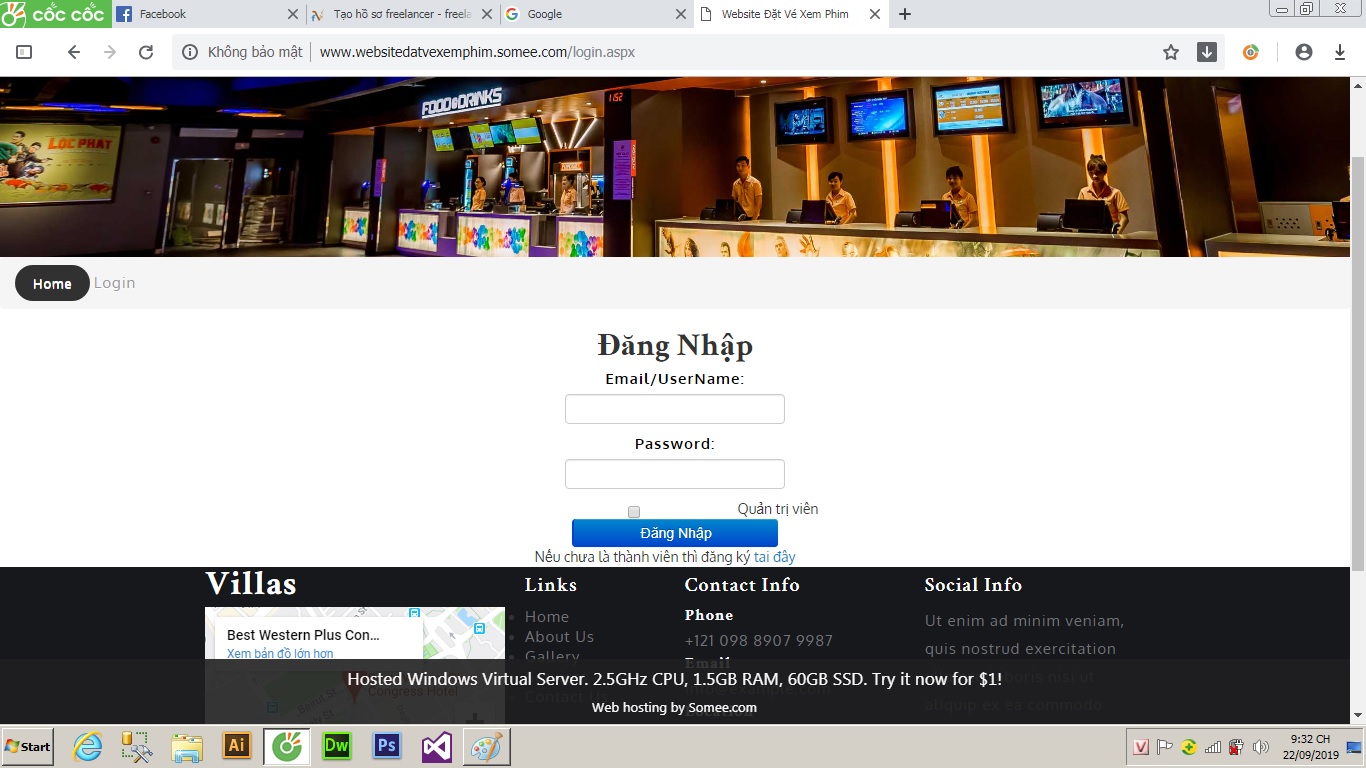 cốc cốc
Facebook
Tạo hồ sơ freelancer - freela
Google
Website Đặt Vé Xem Phim
Không bảo mật
www.websitedatvexemphim.somee.com/login.aspx
LỘC PHÁT
FOOD & DRINKS
1152
Home
Login
Đăng Nhập
Email/UserName:
Password:
Quản trị viên
Đăng Nhập
Nếu chưa là thành viên thì đăng ký tai đây
Villas
Best Western Plus Con...
Xem bản đồ lớn hơn
Congress Hotel
Links
Home
About Us
Gallery
Contact Us
Contact Info
Phone
+121 098 8907 9987
Email
info@example.com
Location
Social Info
Ut enim ad minim veniam,
quis nostrud exercitation
laboris nisi ut
aliquip ex ea commodo
Hosted Windows Virtual Server. 2.5GHz CPU, 1.5GB RAM, 60GB SSD. Try it now for $1!
Web hosting by Somee.com
Start
Ai
Dw
Ps
V
9:32 CH
22/09/2019